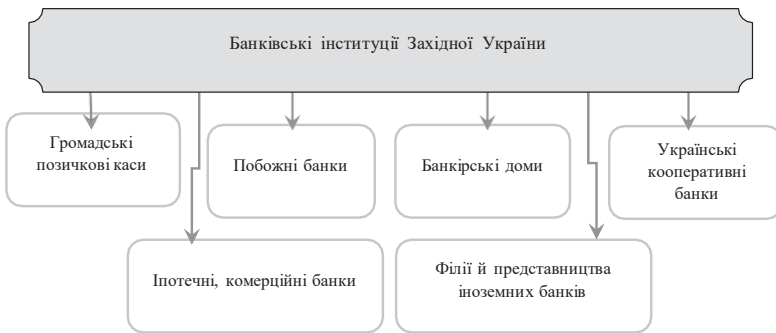 Банківські інституції Західної України
Громадські
позичкові каси
Побожні банки
Банкірські доми
Українські
кооперативні
банки
Іпотечні, комерційні банки
Філії й представництва
іноземних банків